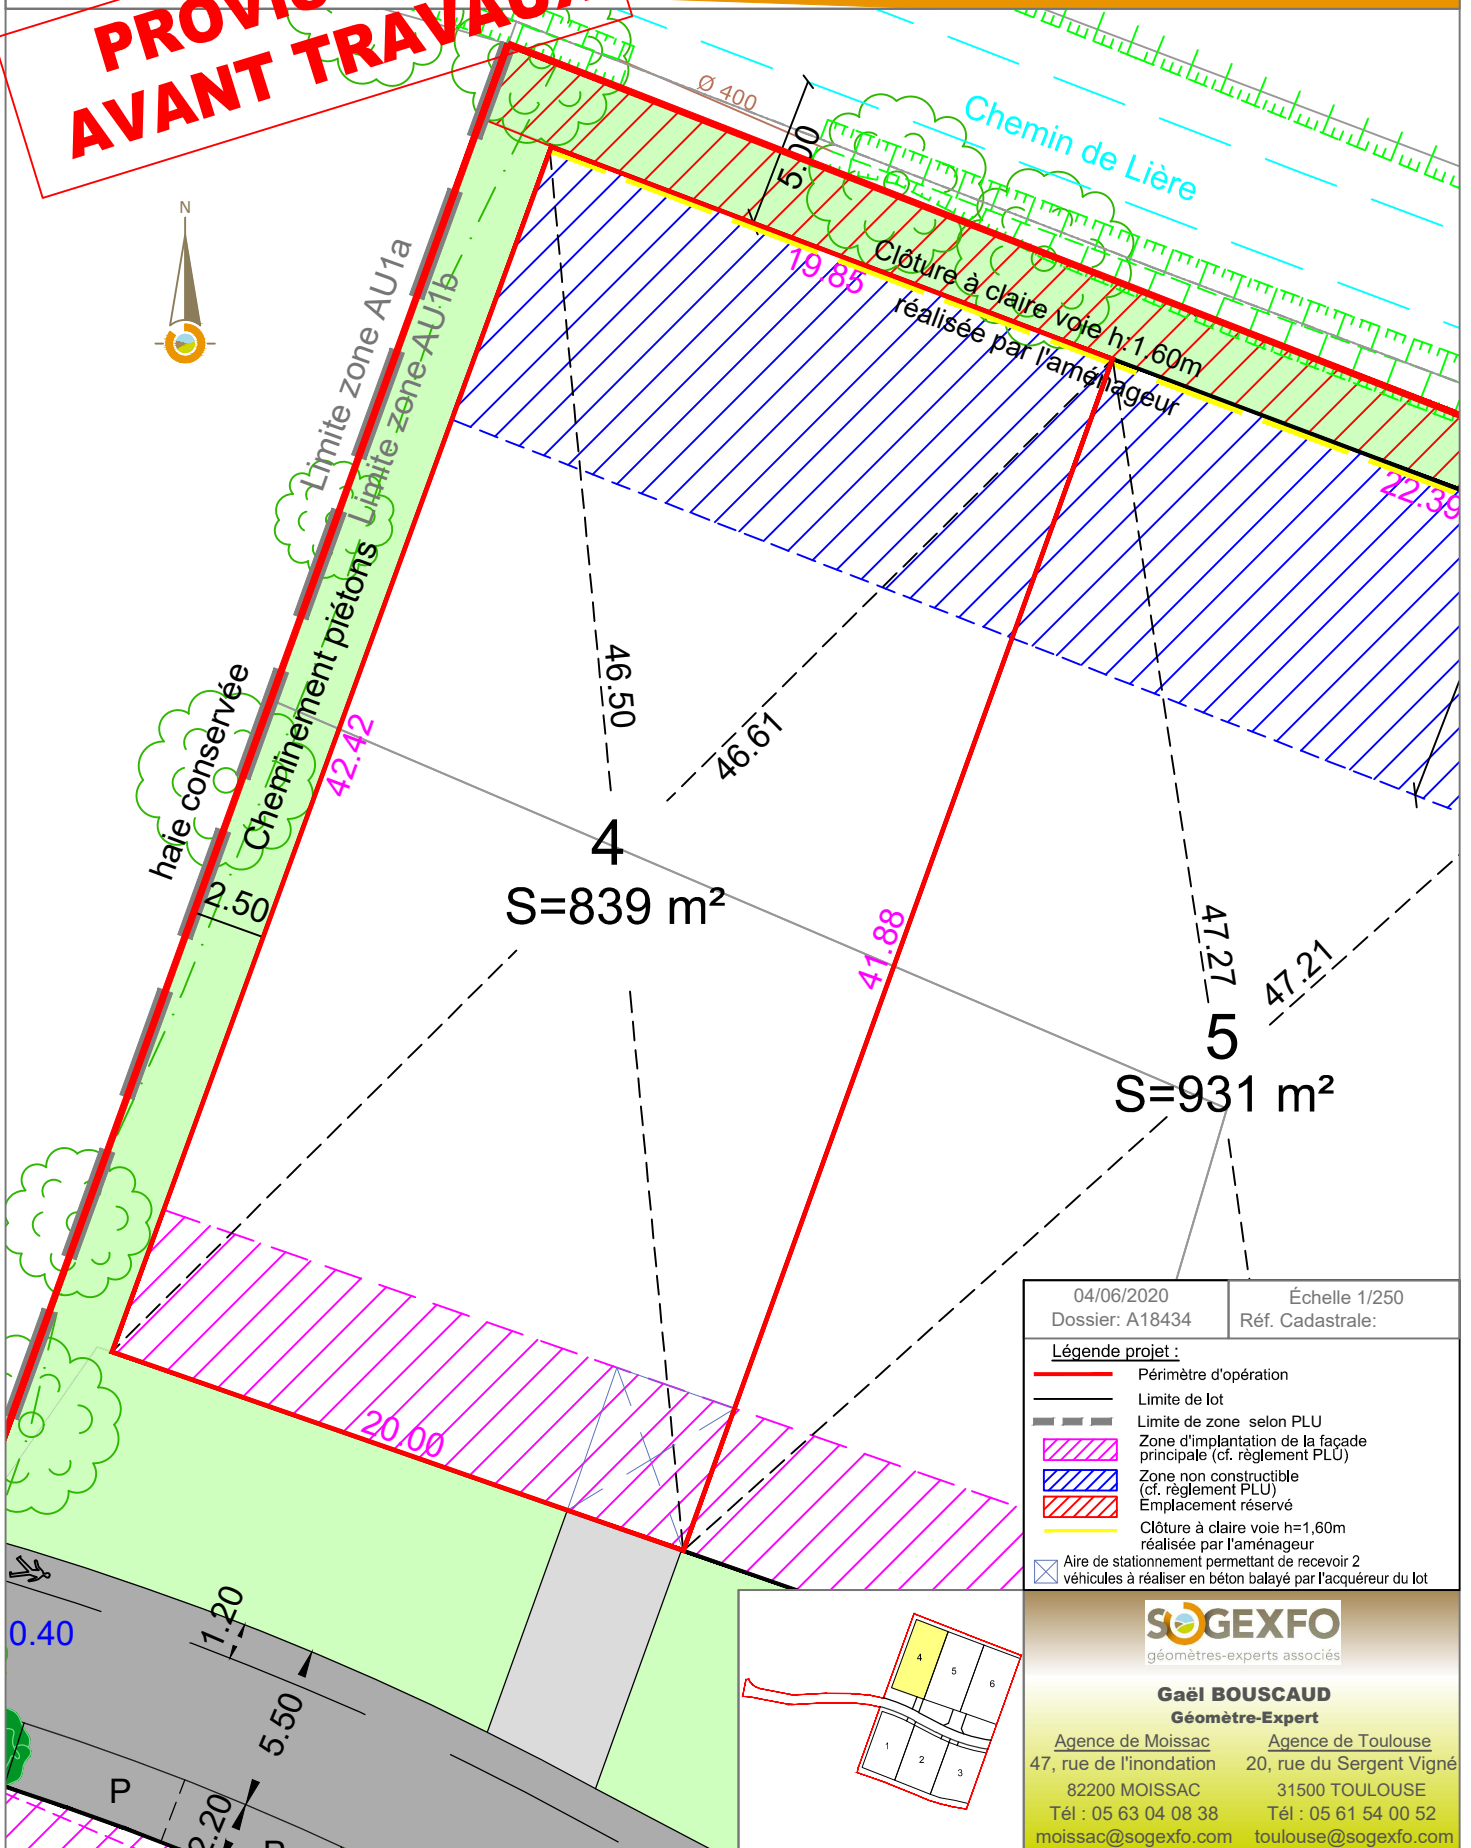 AVANT TRAVAUX
N
Ø 400
5.00
Chemin de Lière
19.85
Clôture à claire voie h:1.60m
réalisée par l'aménageur
22.39
Limite zone AU1a
Limite zone AU1b
Cheminement piétons
haie conservée
42.42
2.50
46.50
46.61
4
S=839 m²
41.88
47.27
47.21
5
S=931 m²
20.00
0.40
1.20
5.50
2.20
P
P
04/06/2020
Dossier: A18434
Échelle 1/250
Réf. Cadastrale:
Légende projet :
Périmètre d'opération
Limite de lot
Limite de zone selon PLU
Zone d'implantation de la façade
principale (cf. règlement PLU)
Zone non constructible
(cf. règlement PLU)
Emplacement réservé
Clôture à claire voie h=1,60m
réalisée par l'aménageur
Aire de stationnement permettant de recevoir 2
véhicules à réaliser en béton balayé par l'acquéreur du lot
4
5
6
1
2
3
SOGEXFO
géomètres-experts associés
Gaël BOUSCAUD
Géomètre-Expert
Agence de Moissac
47, rue de l'inondation
82200 MOISSAC
Tél : 05 63 04 08 38
moissac@sogexfo.com
Agence de Toulouse
20, rue du Sergent Vigné
31500 TOULOUSE
Tél : 05 61 54 00 52
toulouse@sogexfo.com